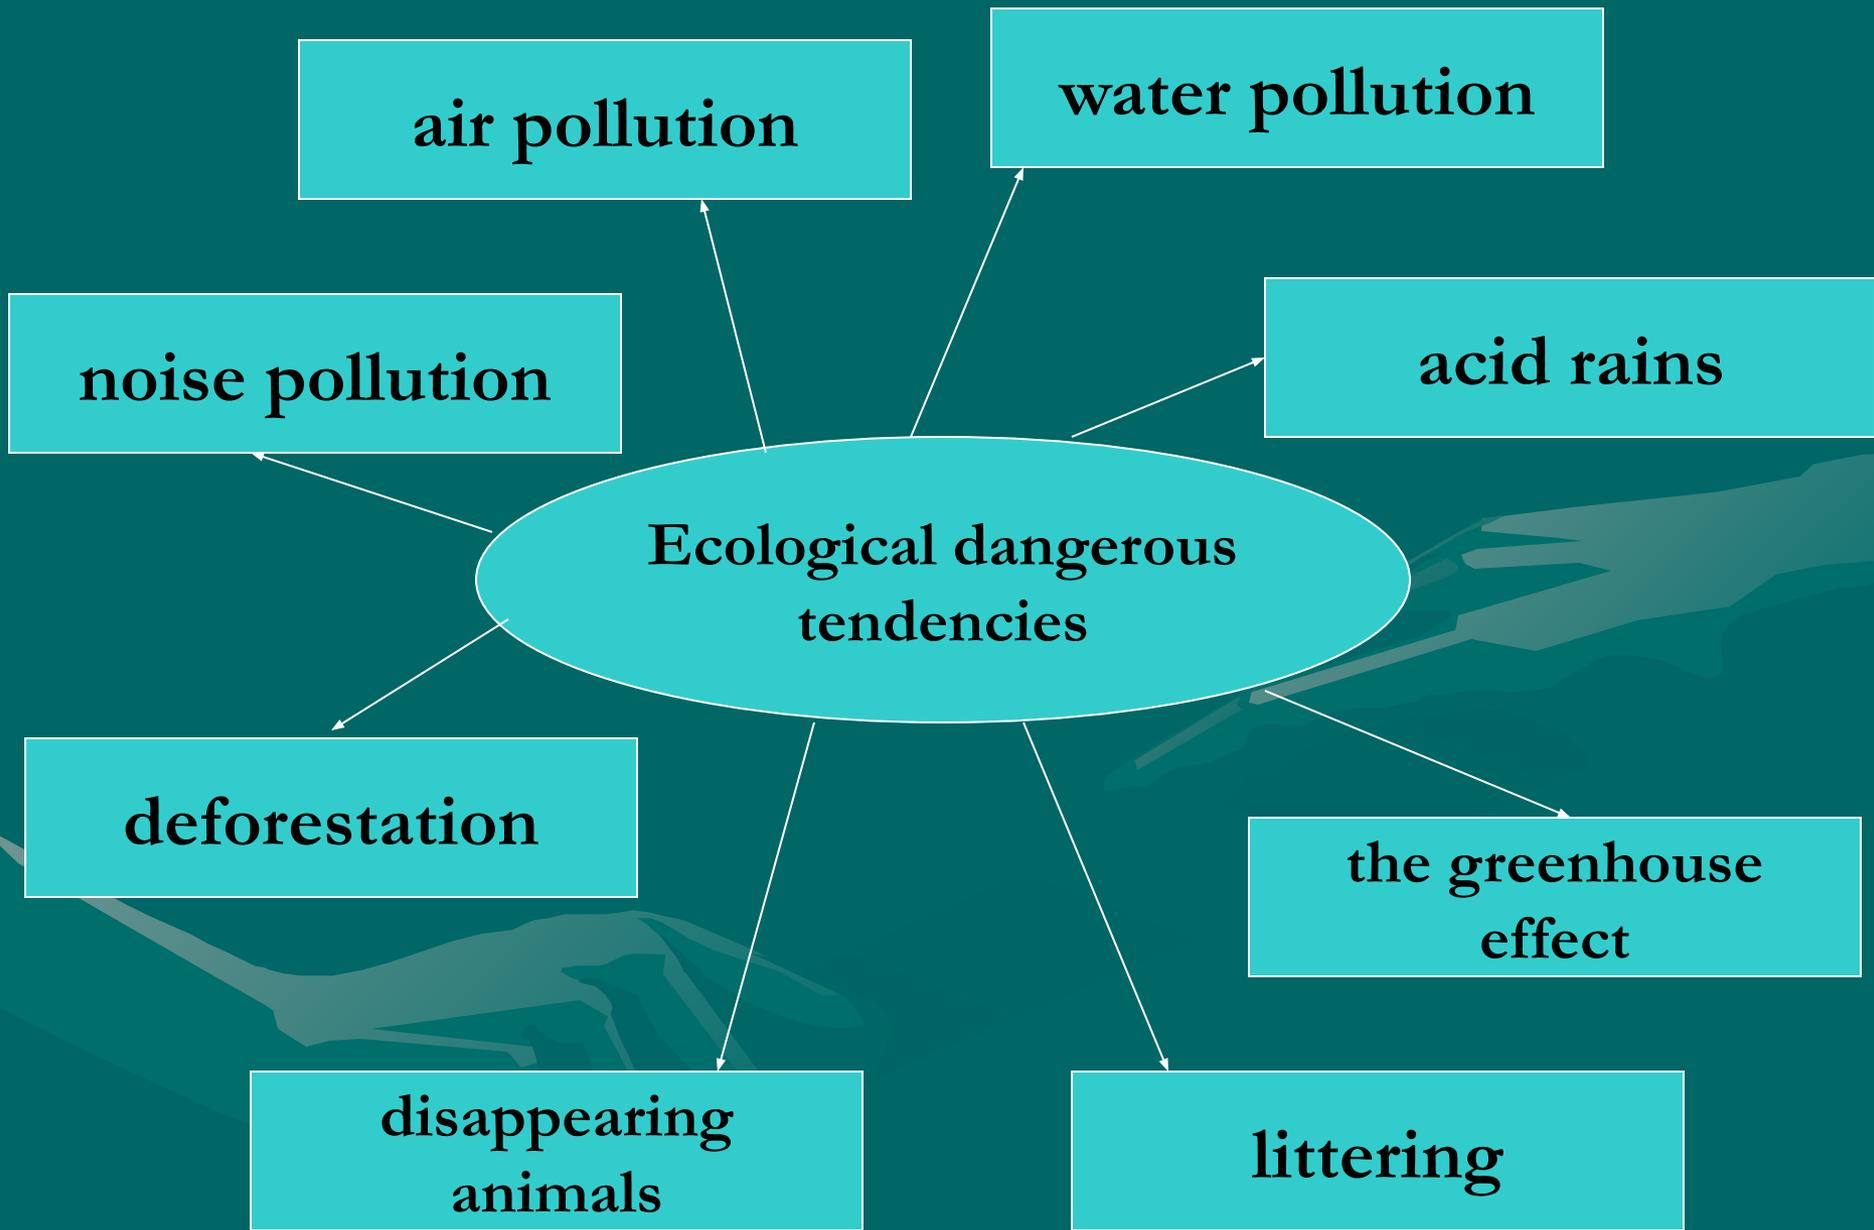 water pollution
air pollution
acid rains
noise pollution
Ecological dangerous
tendencies
deforestation
the greenhouse
effect
disappearing
animals
littering